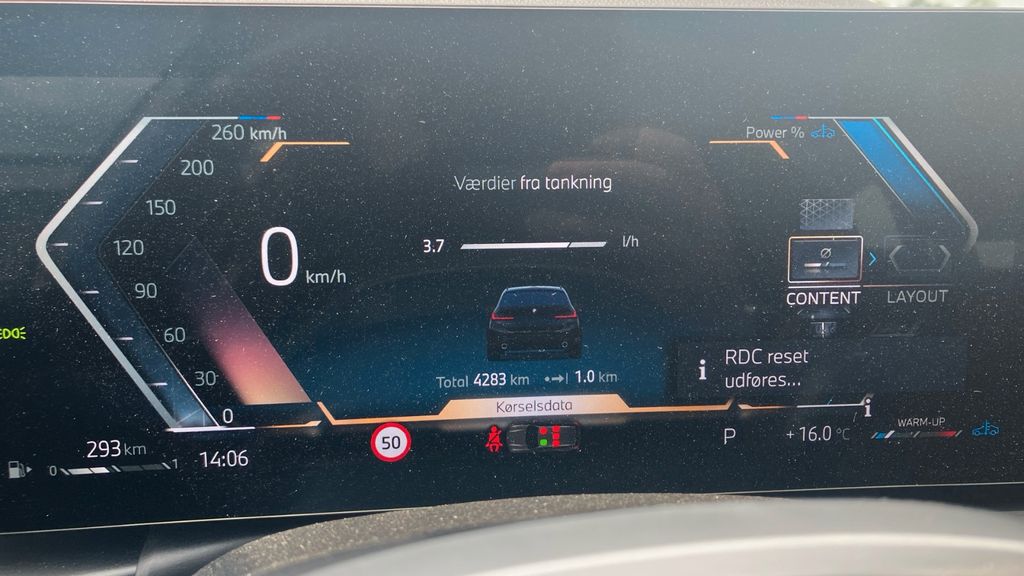 260 km/h
200
150
120
90
60
30
0
0 km/h
Power %
Værdier fra tankning
3.7 l/h
CONTENT
LAYOUT
RDC reset
udføres...
Total 4283 km 1.0 km
Kørselsdata
50
P
+16.0 °C
WARM-UP
293 km
0 1
14:06